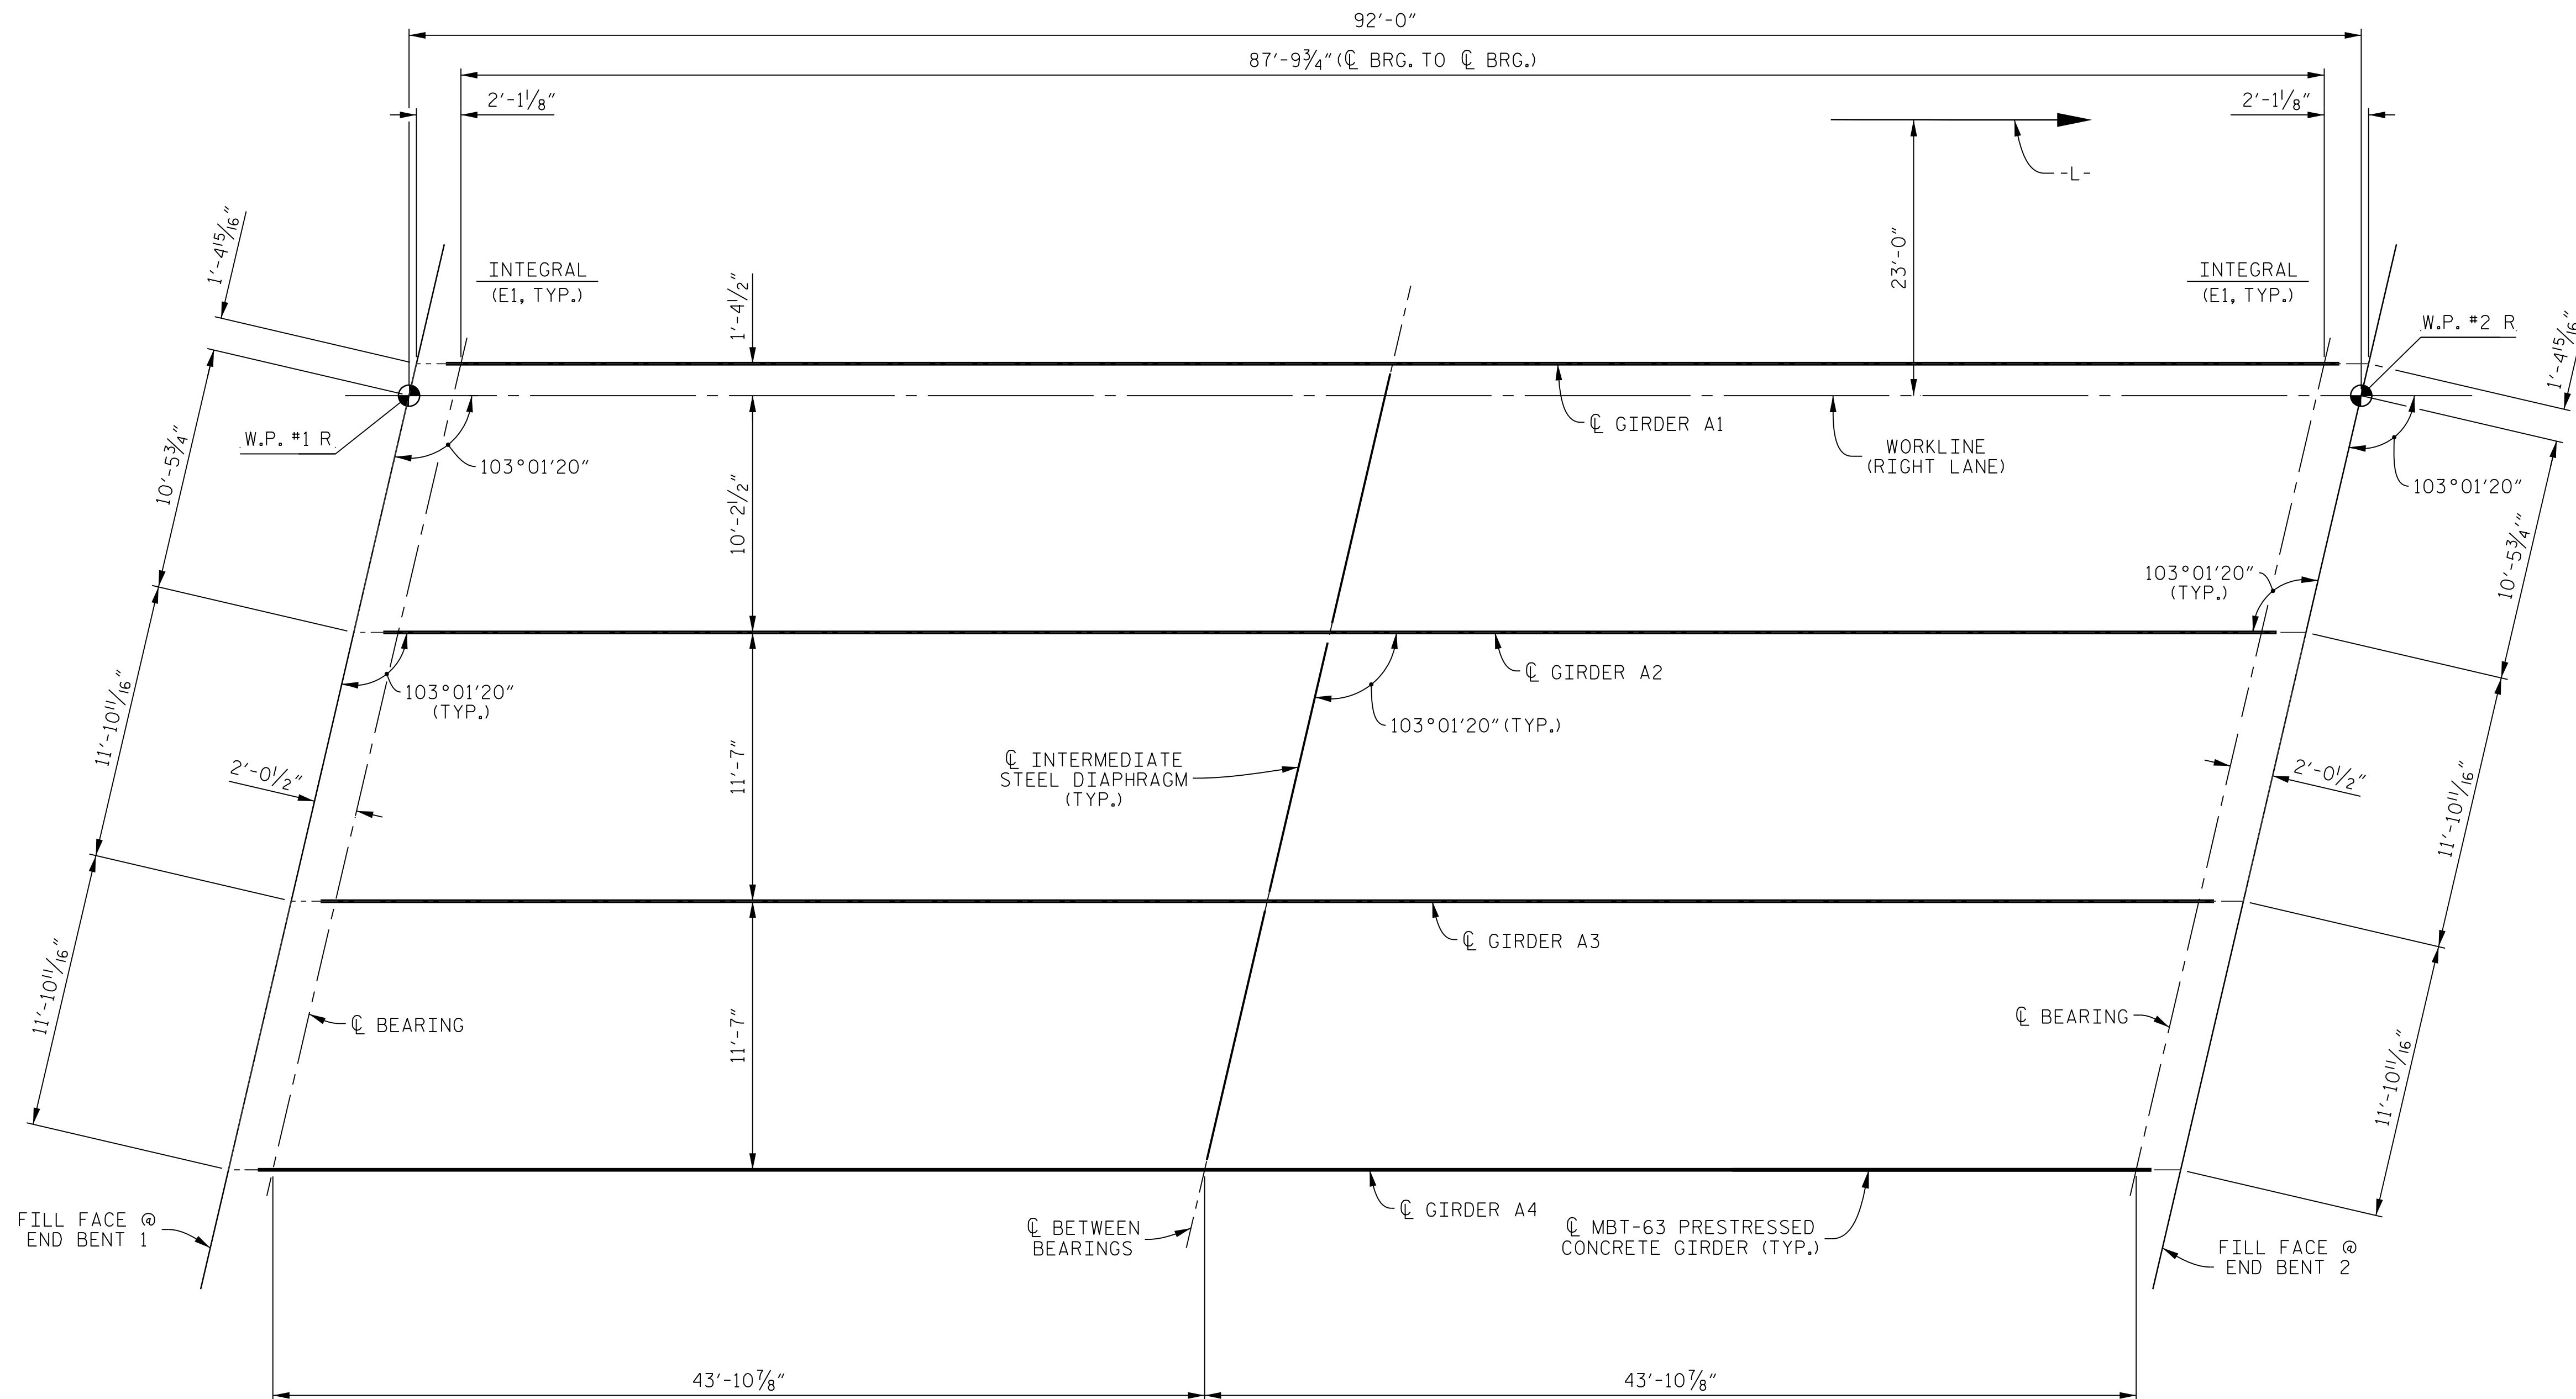 92'-0"
87'-9¾" (℄ BRG. TO ℄ BRG.)
2'-1⅛"
2'-1⅛"
-L-
23'-0"
1'-4¹⁵⁄₁₆"
INTEGRAL
(E1, TYP.)
1'-4½"
INTEGRAL
(E1, TYP.)
W.P. #2 R
1'-4¹⁵⁄₁₆"
W.P. #1 R
℄ GIRDER A1
WORKLINE
(RIGHT LANE)
103°01'20"
103°01'20"
10'-5¾"
10'-2½"
10'-5¾"
103°01'20"
(TYP.)
℄ GIRDER A2
103°01'20"
(TYP.)
103°01'20" (TYP.)
11'-10¹¹⁄₁₆"
11'-7"
℄ INTERMEDIATE
STEEL DIAPHRAGM
(TYP.)
2'-0½"
2'-0½"
11'-10¹¹⁄₁₆"
℄ GIRDER A3
11'-10¹¹⁄₁₆"
℄ BEARING
11'-7"
℄ BEARING
11'-10¹¹⁄₁₆"
FILL FACE @
END BENT 1
℄ BETWEEN
BEARINGS
℄ GIRDER A4
℄ MBT-63 PRESTRESSED
CONCRETE GIRDER (TYP.)
FILL FACE @
END BENT 2
43'-10⅞"
43'-10⅞"